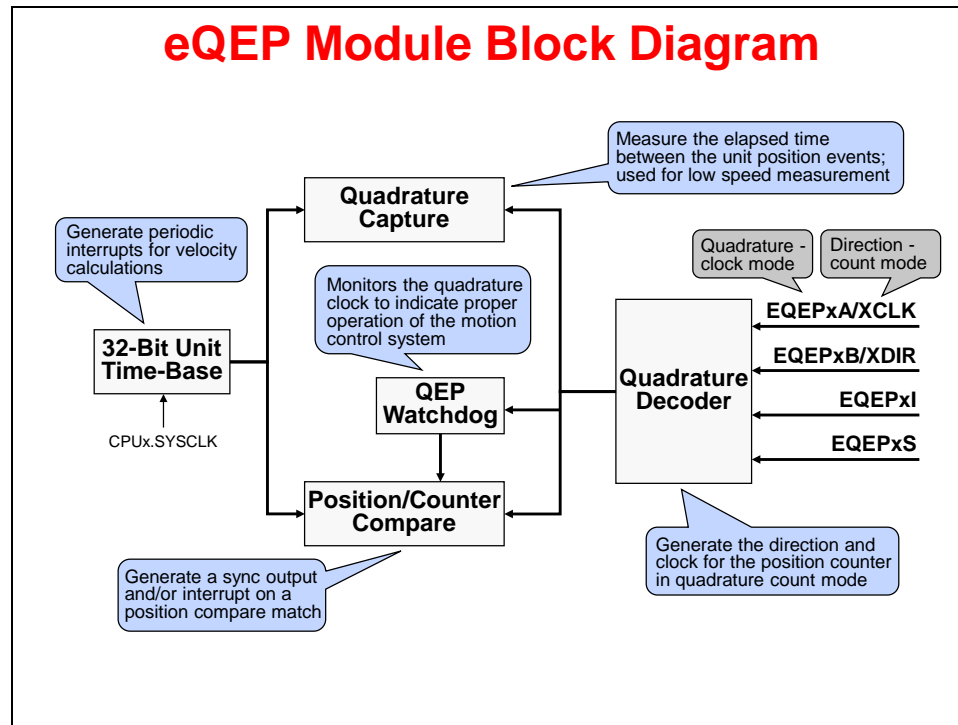 eQEP Module Block Diagram
Measure the elapsed time
between the unit position events;
used for low speed measurement
Quadrature
Capture
Generate periodic
interrupts for velocity
calculations
Quadrature -
clock mode
Direction -
count mode
Monitors the quadrature
clock to indicate proper
operation of the motion
control system
EQEPxA/XCLK
32-Bit Unit
Time-Base
EQEPxB/XDIR
Quadrature
Decoder
QEP
Watchdog
EQEPxI
CPUx.SYSCLK
EQEPxS
Position/Counter
Compare
Generate the direction and
clock for the position counter
in quadrature count mode
Generate a sync output
and/or interrupt on a
position compare match